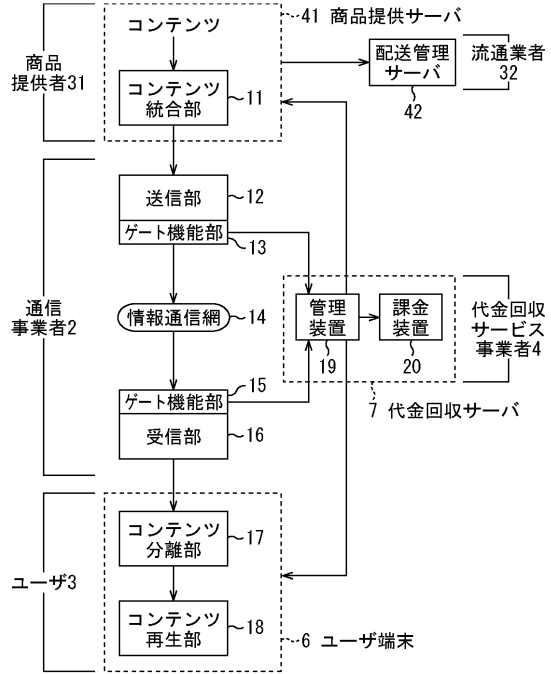 コンテンツ
41 商品提供サーバ
商品
提供者31
コンテンツ
統合部
11
配送管理
サーバ
42
流通業者
32
送信部
12
ゲート機能部
13
通信
事業者2
情報通信網
14
管理
装置
19
課金
装置
20
代金回収
サービス
事業者4
7 代金回収サーバ
ゲート機能部
15
受信部
16
ユーザ3
コンテンツ
分離部
17
コンテンツ
再生部
18
6 ユーザ端末